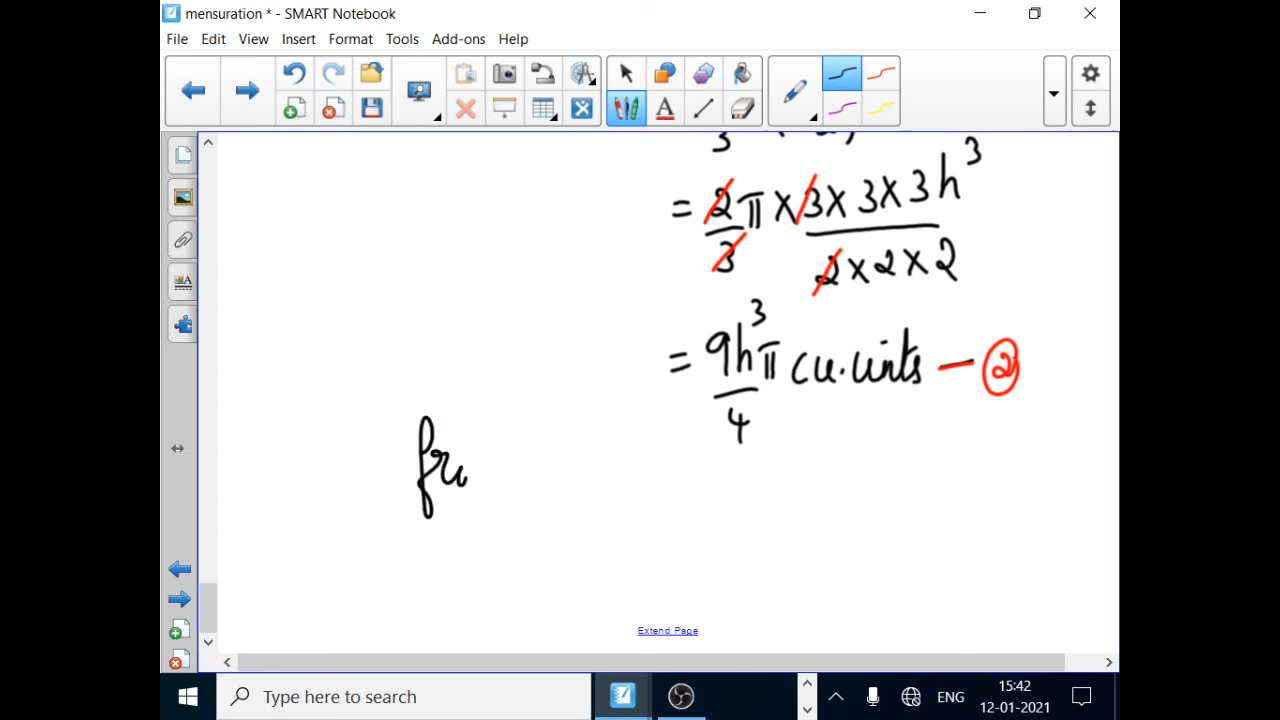 mensuration * - SMART Notebook
File Edit View Insert Format Tools Add-ons Help
3
= 2/3 π × 3 × 3 × 3h³ / 2 × 2 × 2
= 9h³π/4 cu.units — ②
fru
Extend Page
Type here to search
ENG
15:42
12-01-2021